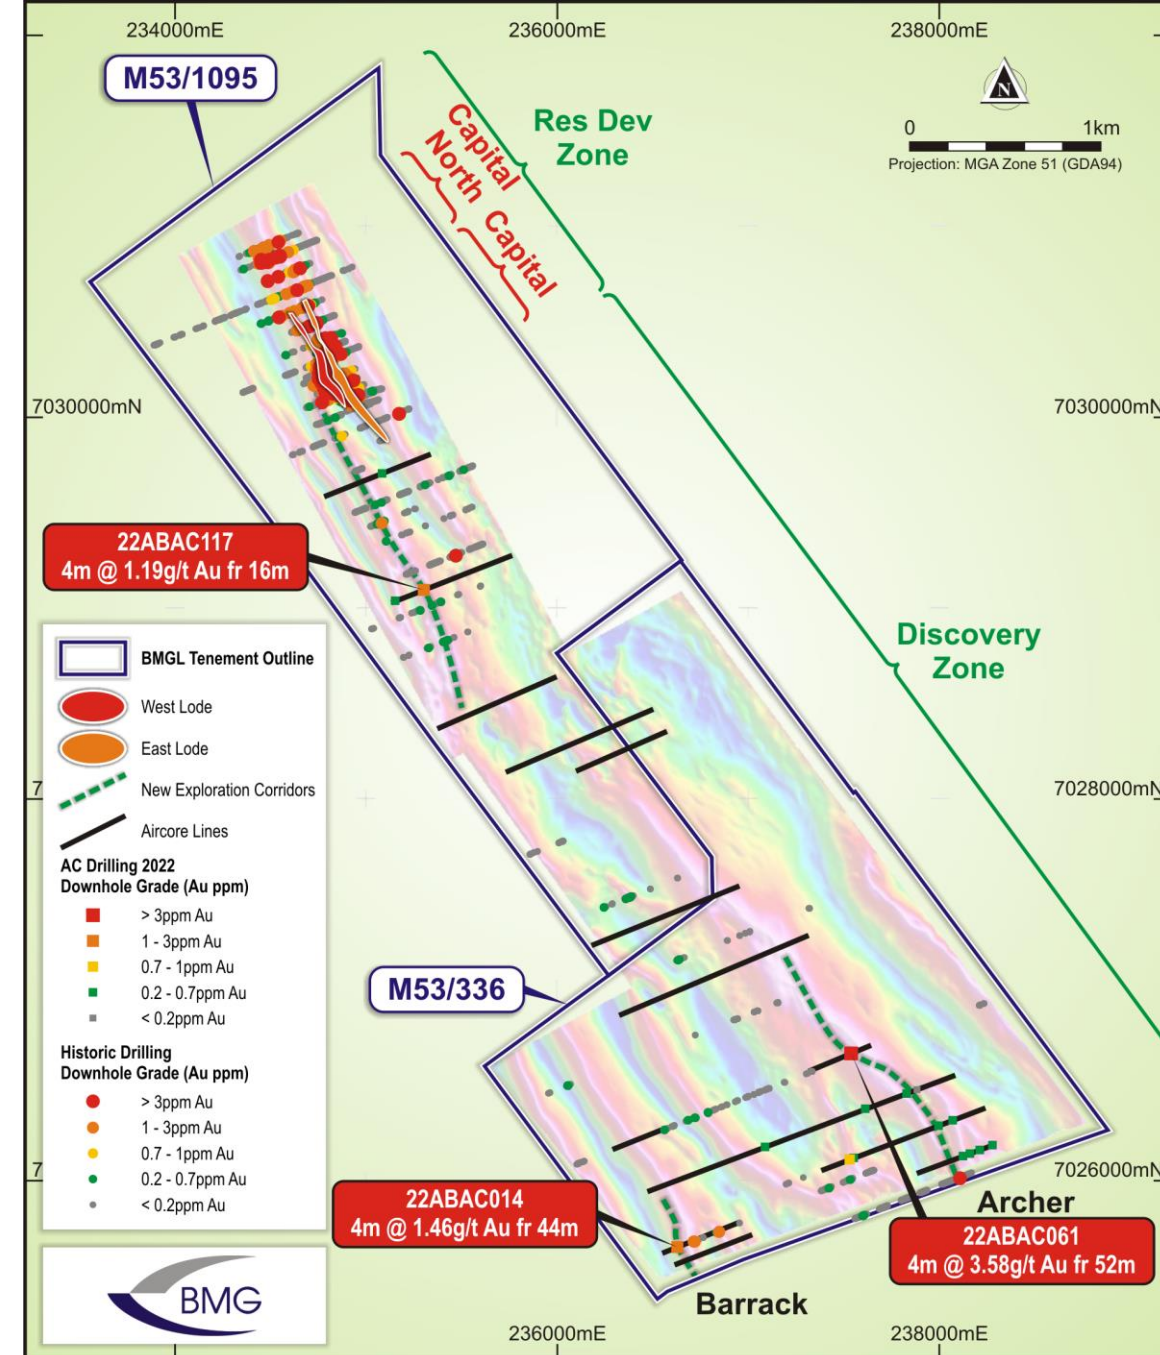 234000mE
236000mE
238000mE
M53/1095
Capital
North
Capital
Res Dev
Zone
N
0
1km
Projection: MGA Zone 51 (GDA94)
7030000mN
7030000mN
22ABAC117
4m @ 1.19g/t Au fr 16m
Discovery
Zone
BMGL Tenement Outline
West Lode
East Lode
New Exploration Corridors
7
7028000mN
Aircore Lines
AC Drilling 2022
Downhole Grade (Au ppm)
> 3ppm Au
1 - 3ppm Au
0.7 - 1ppm Au
0.2 - 0.7ppm Au
< 0.2ppm Au
Historic Drilling
Downhole Grade (Au ppm)
> 3ppm Au
1 - 3ppm Au
0.7 - 1ppm Au
0.2 - 0.7ppm Au
< 0.2ppm Au
M53/336
7
7026000mN
22ABAC014
4m @ 1.46g/t Au fr 44m
Archer
22ABAC061
4m @ 3.58g/t Au fr 52m
Barrack
BMG
236000mE
238000mE